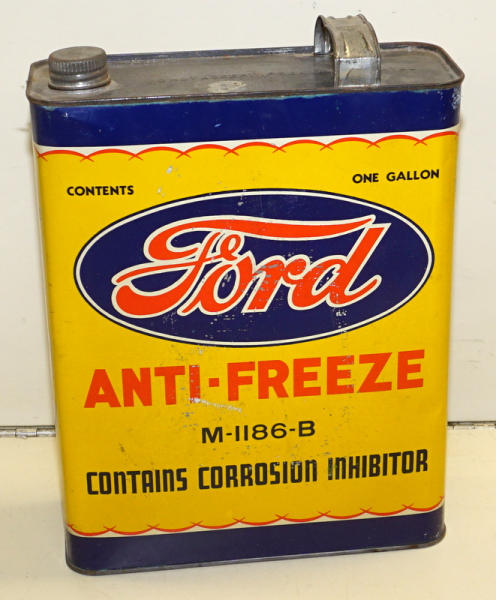 CONTENTS ONE GALLON
Ford
ANTI-FREEZE
M-1186-B
CONTAINS CORROSION INHIBITOR